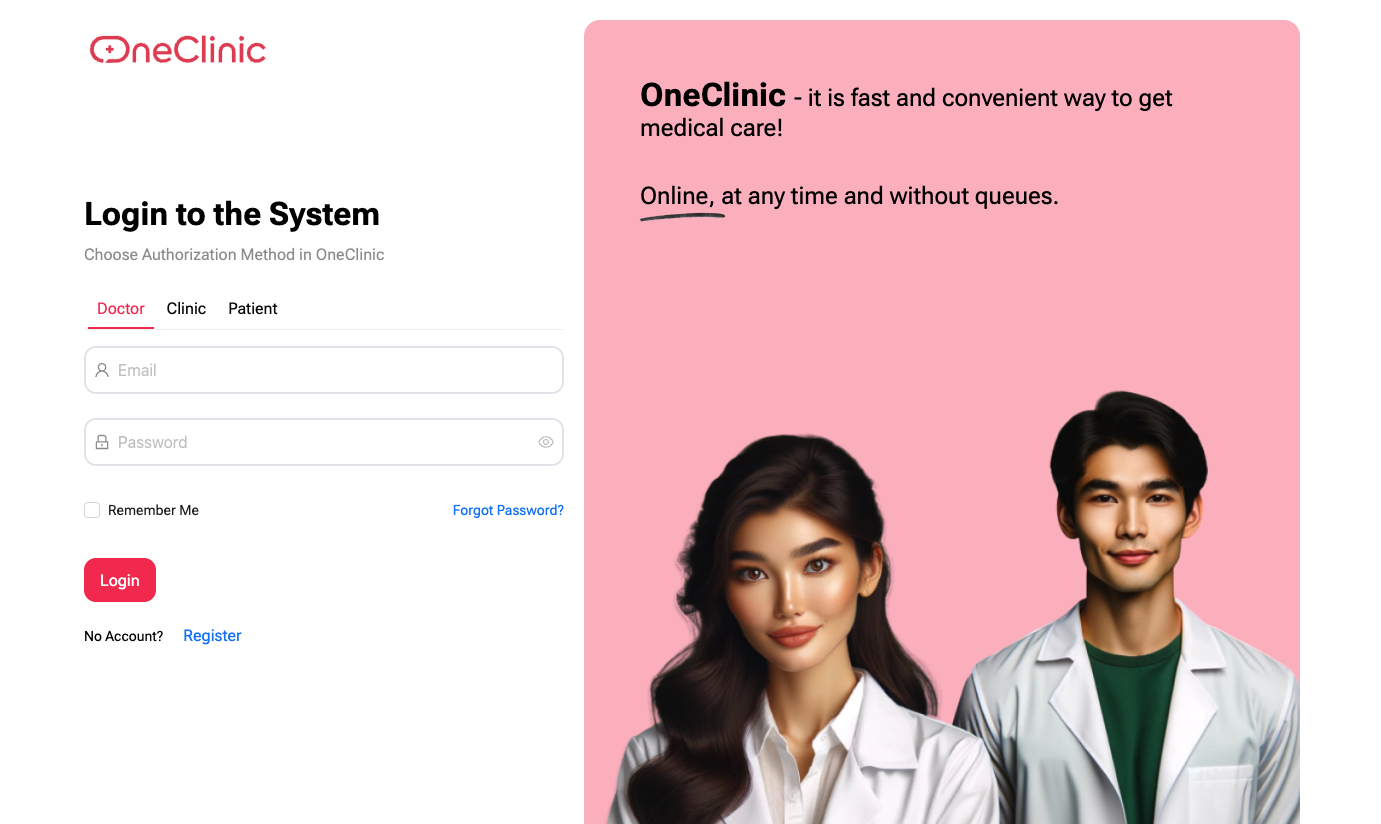 OneClinic
Login to the System
Choose Authorization Method in OneClinic
Doctor Clinic Patient
Email
Password
Remember Me Forgot Password?
Login
No Account? Register
OneClinic - it is fast and convenient way to get
medical care!
Online, at any time and without queues.